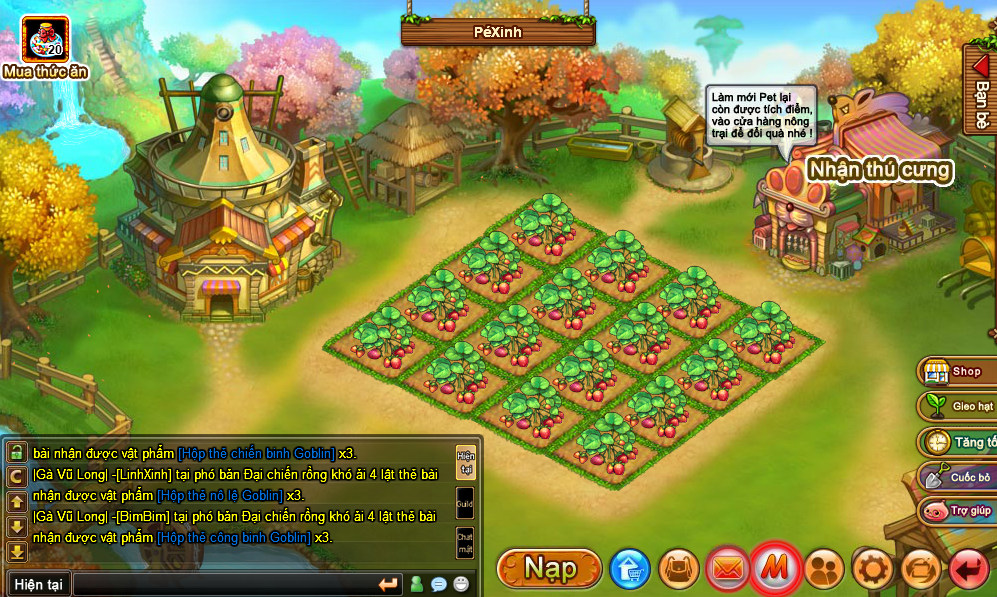 20
Mua thức ăn
PéXinh
Bạn bè
Làm mới Pet lại
còn được tích điểm,
vào cửa hàng nông
trại để đổi quà nhé !
Nhận thú cưng
Shop
Gieo hạt
Tăng tố
Cuốc bỏ
Trợ giúp
bài nhận được vật phẩm [Hộp thẻ chiến binh Goblin] x3.
|Gà Vũ Long| -[LinhXinh] tại phó bản Đại chiến rồng khó ải 4 lật thẻ bài
nhận được vật phẩm [Hộp thẻ nô lệ Goblin] x3.
|Gà Vũ Long| -[BimBim] tại phó bản Đại chiến rồng khó ải 4 lật thẻ bài
nhận được vật phẩm [Hộp thẻ công binh Goblin] x3.
Hiện
tại
Guild
Chat
mật
C
Hiện tại
Nạp
M